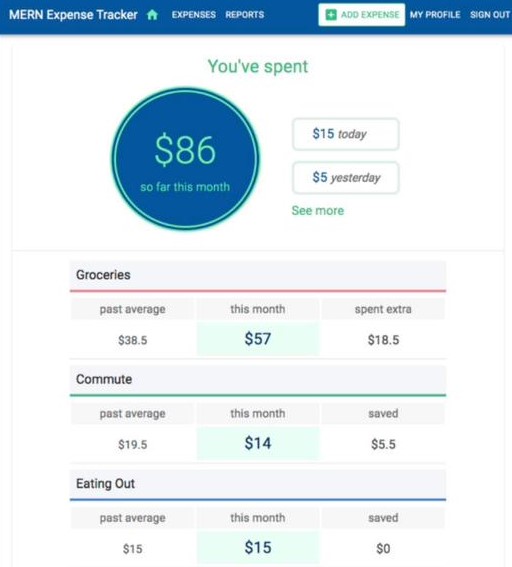 MERN Expense Tracker EXPENSES REPORTS ADD EXPENSE MY PROFILE SIGN OUT
You've spent
$86
so far this month
$15 today
$5 yesterday
See more
Groceries
past average this month spent extra
$38.5 $57 $18.5
Commute
past average this month saved
$19.5 $14 $5.5
Eating Out
past average this month saved
$15 $15 $0